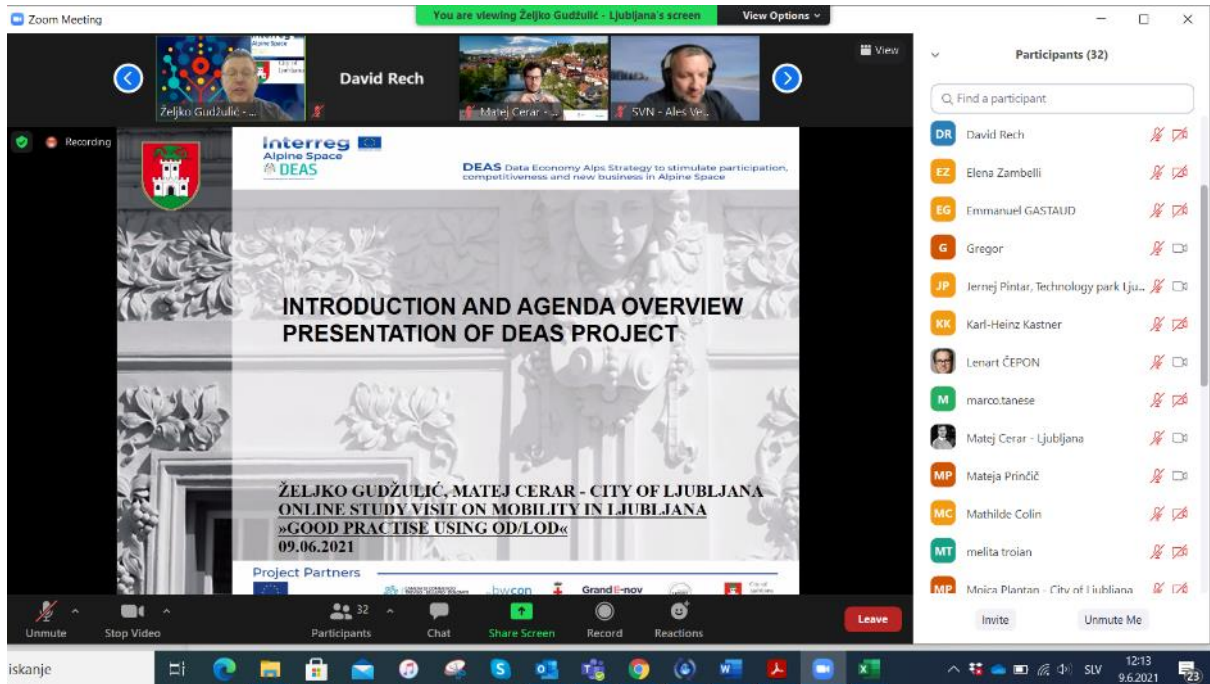 Zoom Meeting
You are viewing Željko Gudžulić - Ljubljana's screen
View Options
Željko Gudžulić - ...
David Rech
Matej Cerar - ...
SVN - Ales Ve...
View
Recording
Interreg
Alpine Space
DEAS
DEAS Data Economy Alps Strategy to stimulate participation,
competitiveness and new business in Alpine Space
INTRODUCTION AND AGENDA OVERVIEW
PRESENTATION OF DEAS PROJECT
ŽELJKO GUDŽULIĆ, MATEJ CERAR - CITY OF LJUBLJANA
ONLINE STUDY VISIT ON MOBILITY IN LJUBLJANA
»GOOD PRACTISE USING OD/LOD«
09.06.2021
Project Partners
bwcon
Grand E-nov
Participants (32)
Find a participant
DR David Rech
EZ Elena Zambelli
EG Emmanuel GASTAUD
G Gregor
JP Jernej Pintar, Technology park Lju...
KK Karl-Heinz Kastner
Lenart ČEPON
M marco.tanese
Matej Cerar - Ljubljana
MP Mateja Prinčič
MC Mathilde Colin
MT melita troian
MP Mojca Plantan - City of Ljubljana
Invite
Unmute Me
Unmute
Stop Video
32
Participants
Chat
Share Screen
Record
Reactions
Leave
iskanje
SLV
12:13
9.6.2021
23